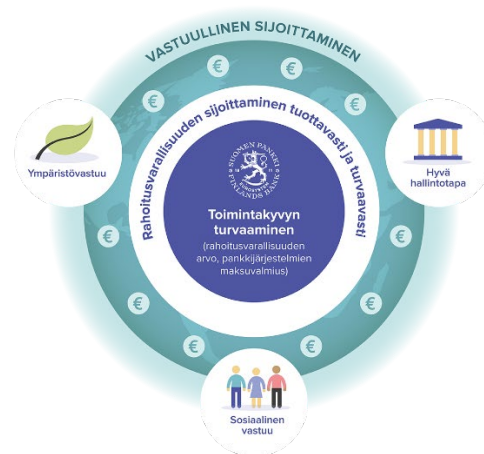 VASTUULLINEN SIJOITTAMINEN
Rahoitusvarallisuuden sijoittaminen tuottavasti ja turvaavasti
Ympäristövastuu
Hyvä
hallintotapa
SUOMEN PANKKI
FINLANDS BANK
Toimintakyvyn
turvaaminen
(rahoitusvarallisuuden
arvo, pankkijärjestelmien
maksuvalmius)
€
€
€
€
€
€
€
€
€
€
Sosiaalinen
vastuu